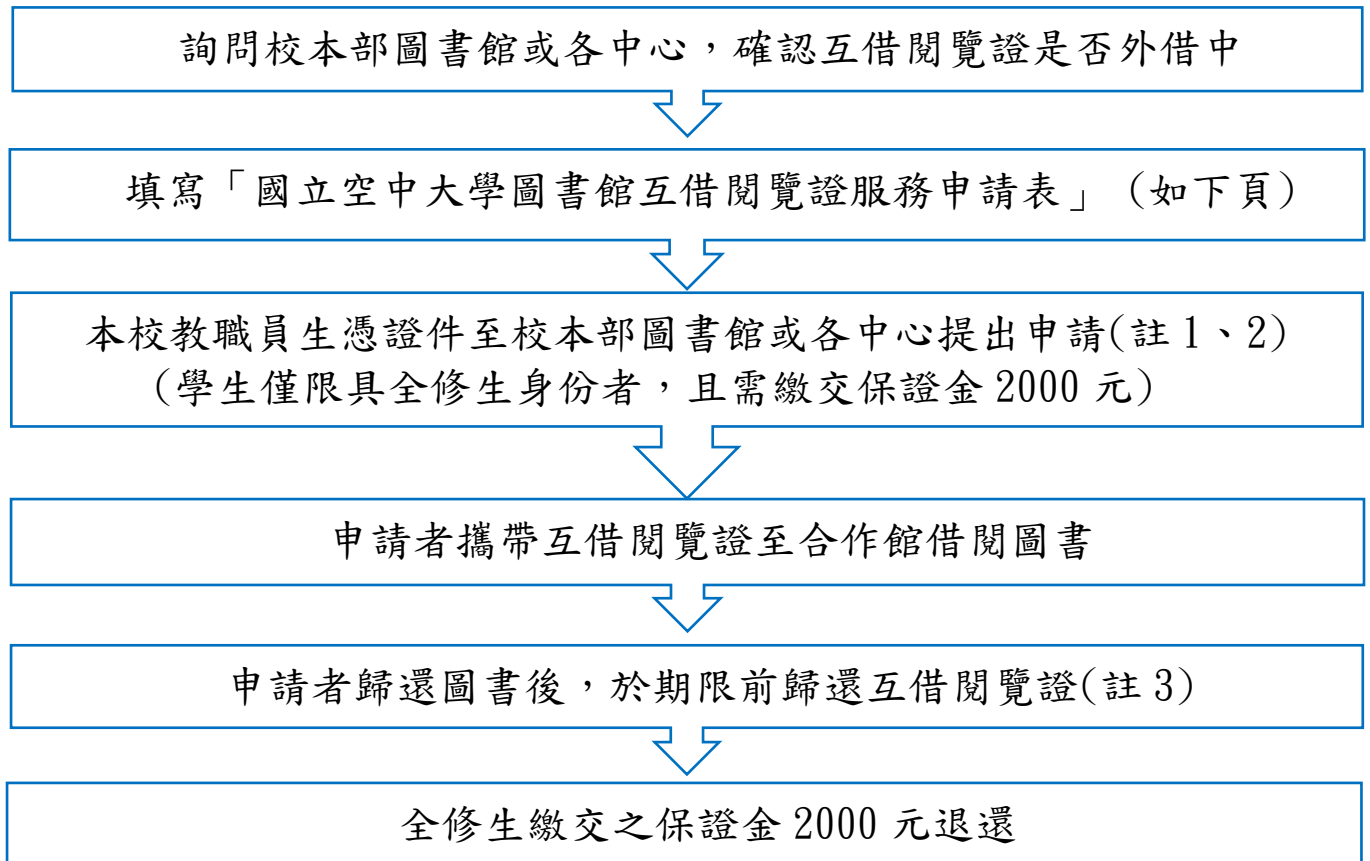 詢問校本部圖書館或各中心，確認互借閱覽證是否外借中
填寫「國立空中大學圖書館互借閱覽證服務申請表」（如下頁）
本校教職員生憑證件至校本部圖書館或各中心提出申請(註 1、2)
（學生僅限具全修生身份者，且需繳交保證金 2000 元）
申請者攜帶互借閱覽證至合作館借閱圖書
申請者歸還圖書後，於期限前歸還互借閱覽證(註 3)
全修生繳交之保證金 2000 元退還